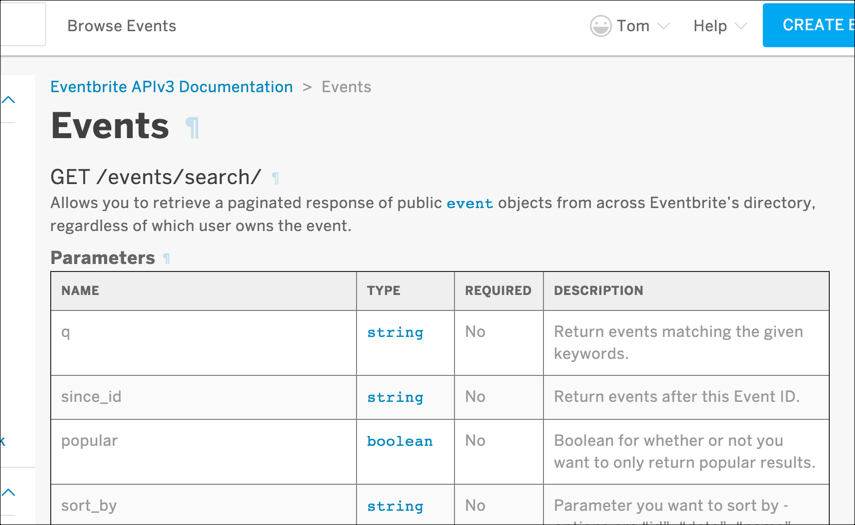 Browse Events Tom Help CREATE
Eventbrite APIv3 Documentation > Events
Events ¶
GET /events/search/ ¶
Allows you to retrieve a paginated response of public event objects from across Eventbrite's directory,
regardless of which user owns the event.
Parameters ¶
NAME TYPE REQUIRED DESCRIPTION
q string No Return events matching the given
keywords.
since_id string No Return events after this Event ID.
popular boolean No Boolean for whether or not you
want to only return popular results.
sort_by string No Parameter you want to sort by -